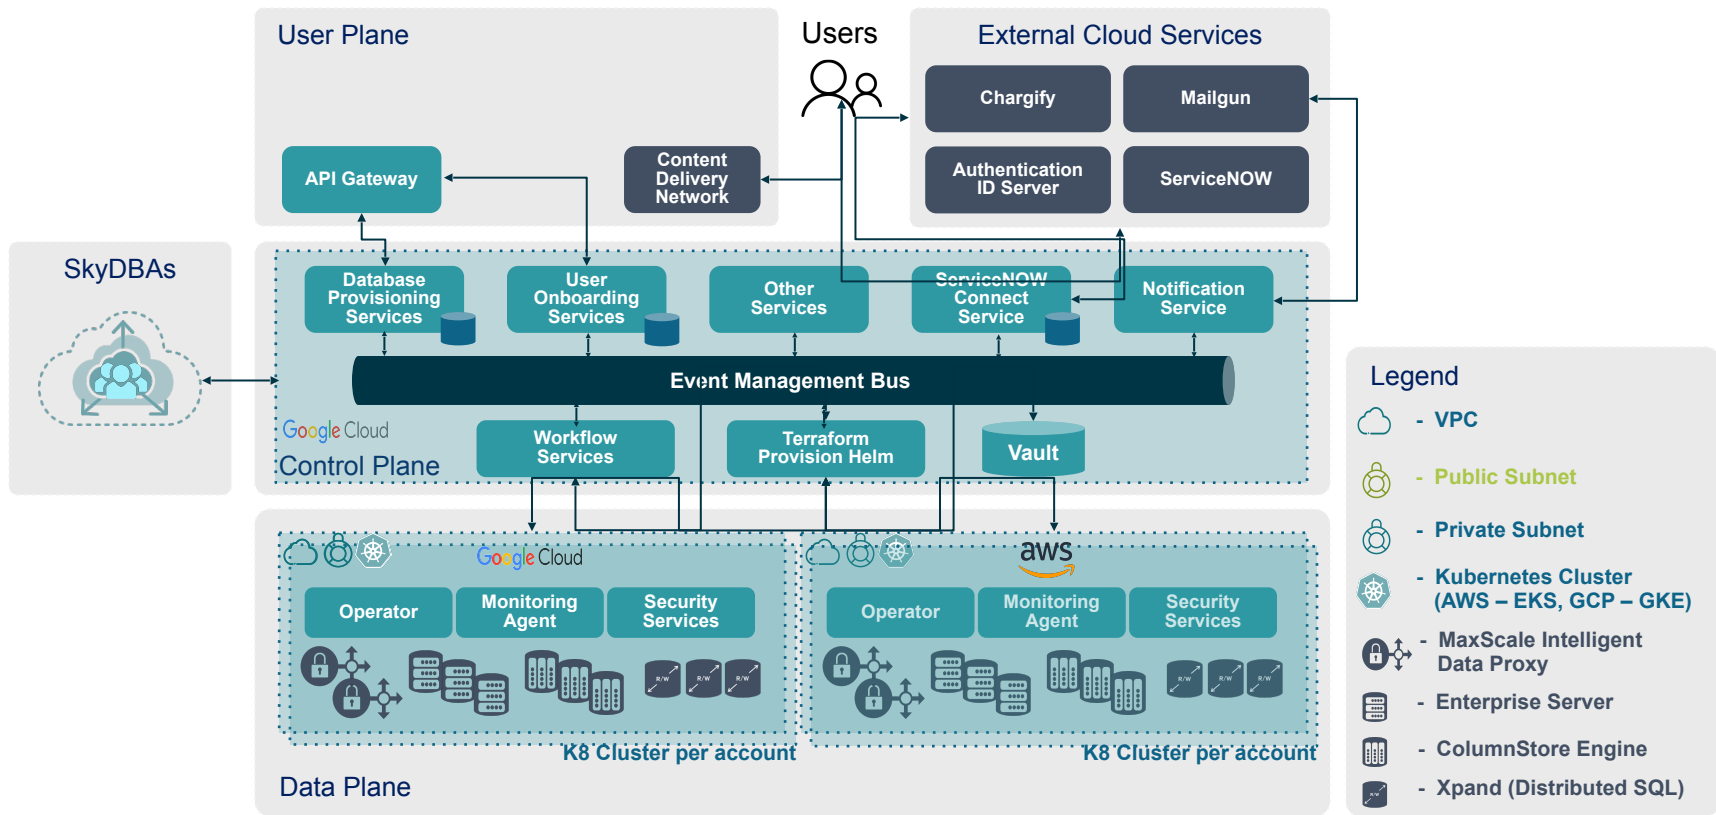 User Plane
Users
External Cloud Services
Chargify
Mailgun
API Gateway
Content
Delivery
Network
Authentication
ID Server
ServiceNOW
SkyDBAs
Database
Provisioning
Services
User
Onboarding
Services
Other
Services
ServiceNOW
Connect
Service
Notification
Service
Event Management Bus
Google Cloud
Control Plane
Workflow
Services
Terraform
Provision Helm
Vault
Google Cloud
Operator
Monitoring
Agent
Security
Services
R/W
R/W
R/W
K8 Cluster per account
aws
Operator
Monitoring
Agent
Security
Services
R/W
R/W
R/W
K8 Cluster per account
Data Plane
Legend
- VPC
- Public Subnet
- Private Subnet
- Kubernetes Cluster
(AWS – EKS, GCP – GKE)
- MaxScale Intelligent
Data Proxy
- Enterprise Server
- ColumnStore Engine
R/W
- Xpand (Distributed SQL)